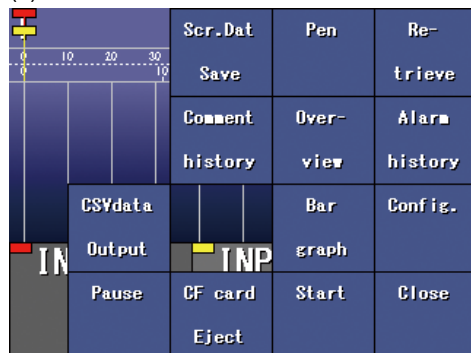 Scr.Dat
Save
Pen
Re-
trieve
0 10 20 30
0 10
Comment
history
Over-
view
Alarm
history
CSVdata
Output
Bar
graph
Config.
IN
INP
Pause
CF card
Eject
Start
Close